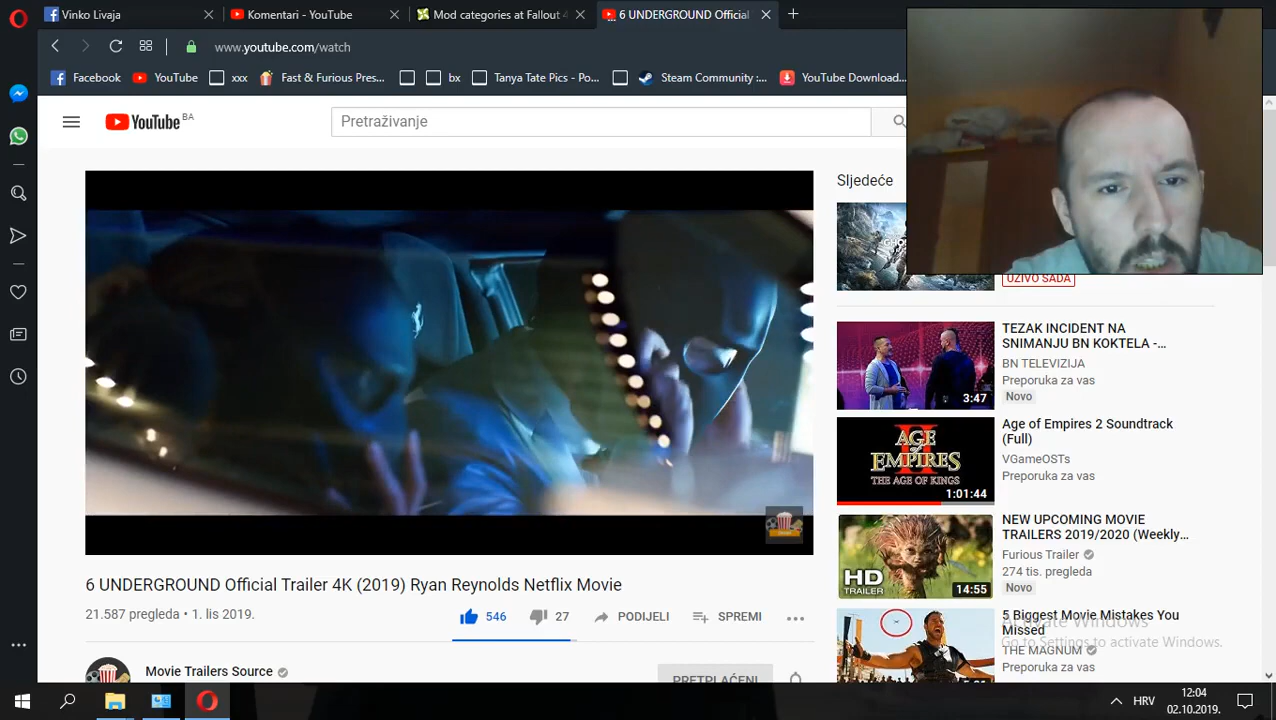 Vinko Livaja
Komentari - YouTube
Mod categories at Fallout 4
6 UNDERGROUND Official
www.youtube.com/watch
Facebook
YouTube
xxx
Fast & Furious Pres...
bx
Tanya Tate Pics - Po...
Steam Community :...
YouTube Download...
YouTube BA
Pretraživanje
Sljedeće
UŽIVO SADA
TEZAK INCIDENT NA
SNIMANJU BN KOKTELA -...
BN TELEVIZIJA
Preporuka za vas
Novo
3:47
AGE OF
EMPIRES
II
THE AGE OF KINGS
1:01:44
Age of Empires 2 Soundtrack
(Full)
VGameOSTs
Preporuka za vas
HD
TRAILER
14:55
NEW UPCOMING MOVIE
TRAILERS 2019/2020 (Weekly...
Furious Trailer
274 tis. pregleda
Novo
5 Biggest Movie Mistakes You
Missed
THE MAGNUM
Preporuka za vas
Activate Windows
Go to Settings to activate Windows.
6 UNDERGROUND Official Trailer 4K (2019) Ryan Reynolds Netflix Movie
21.587 pregleda • 1. lis 2019.
546
27
PODIJELI
SPREMI
Movie Trailers Source
PRETPLAĆENI
HRV
12:04
02.10.2019.